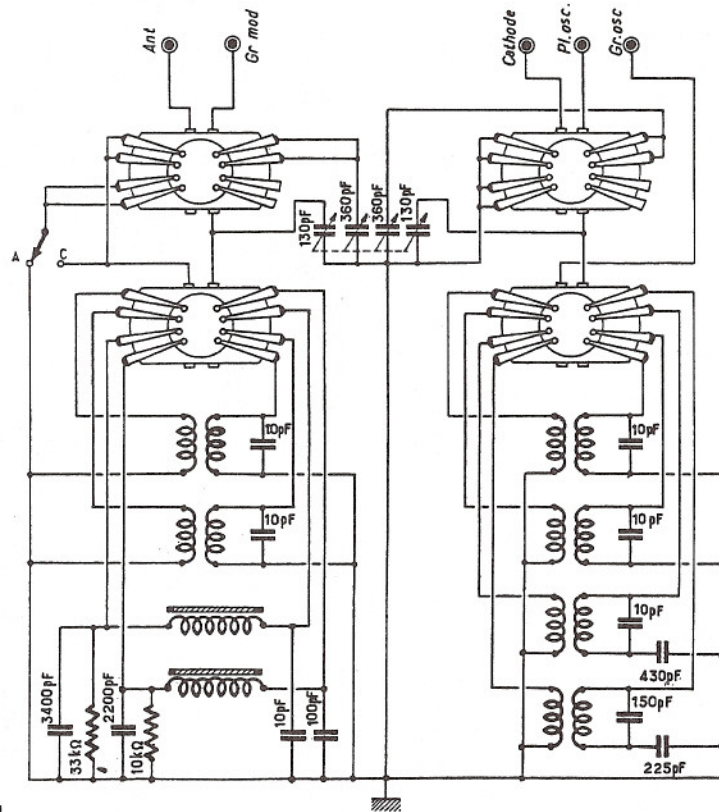 Ant
Gr mod
Cathode
Pl. osc.
Gr. osc
130pF
360pF
360pF
130pF
A
C
10pF
10pF
10pF
10pF
10pF
430pF
150pF
225pF
3400pF
33kΩ
2200pF
10kΩ
10pF
100pF